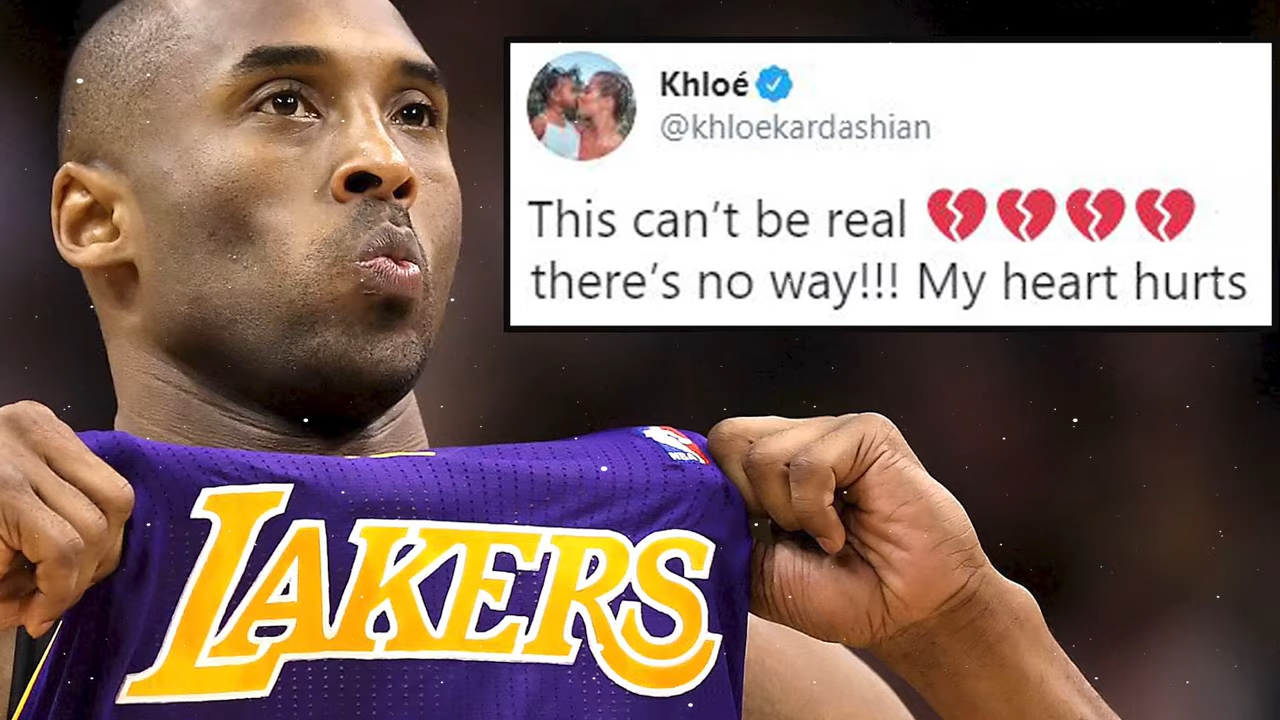 Khloé
@khloekardashian
This can't be real 💔💔💔💔
there's no way!!! My heart hurts
NBA
LAKERS